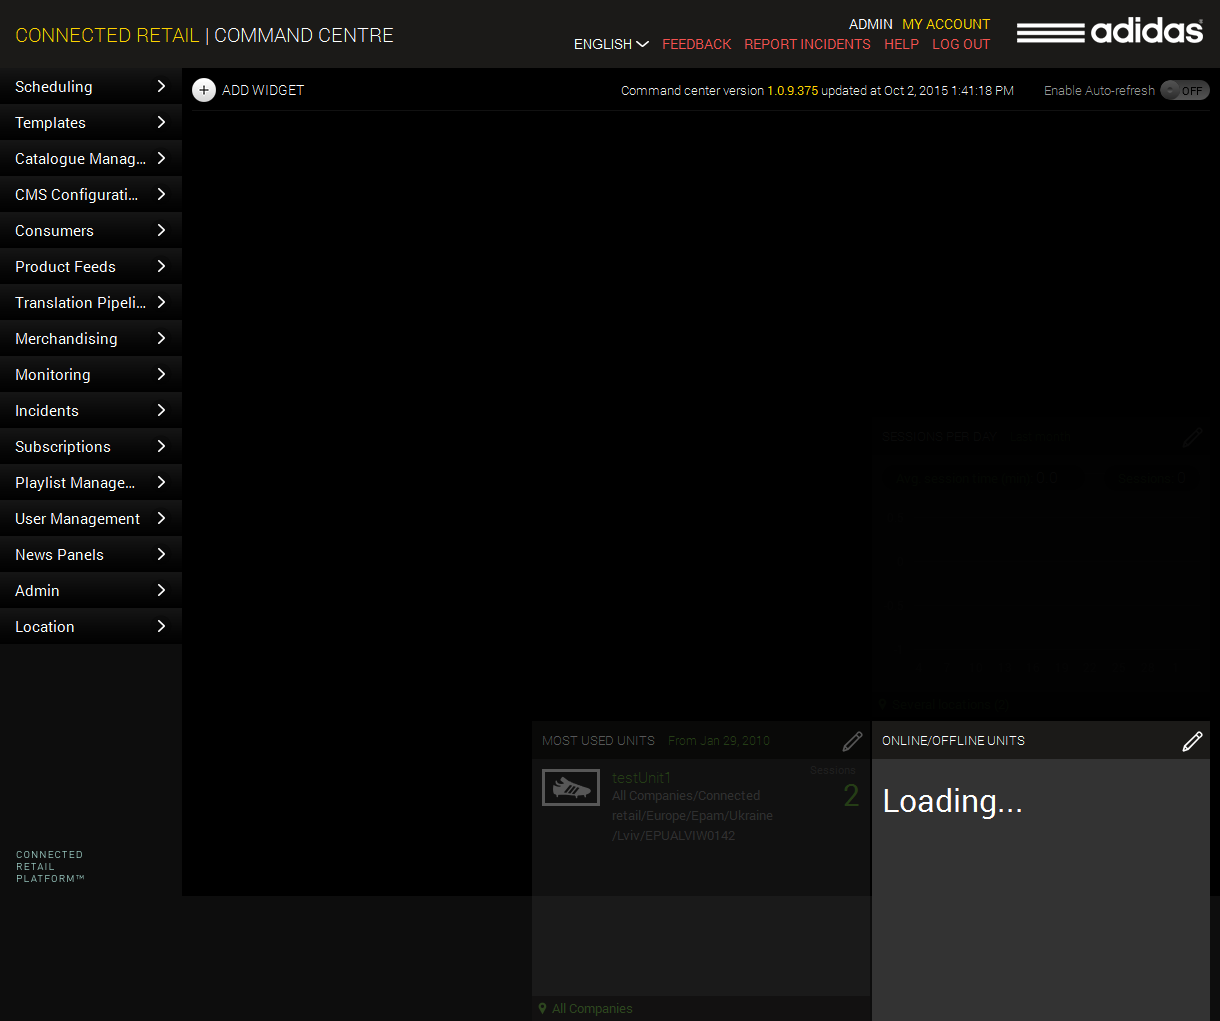 CONNECTED RETAIL | COMMAND CENTRE
ADMIN MY ACCOUNT
ENGLISH FEEDBACK REPORT INCIDENTS HELP LOG OUT
adidas
Scheduling
Templates
Catalogue Manag...
CMS Configurati...
Consumers
Product Feeds
Translation Pipeli...
Merchandising
Monitoring
Incidents
Subscriptions
Playlist Manage...
User Management
News Panels
Admin
Location
CONNECTED
RETAIL
PLATFORM™
ADD WIDGET
Command center version 1.0.9.375 updated at Oct 2, 2015 1:41:18 PM
Enable Auto-refresh OFF
SESSIONS PER DAY
MOST USED UNITS From Jan 29, 2010
testUnit1
All Companies/Connected
retail/Europe/Epam/Ukraine
/Lviv/EPUALVIW0142
Sessions
2
All Companies
ONLINE/OFFLINE UNITS
Loading...